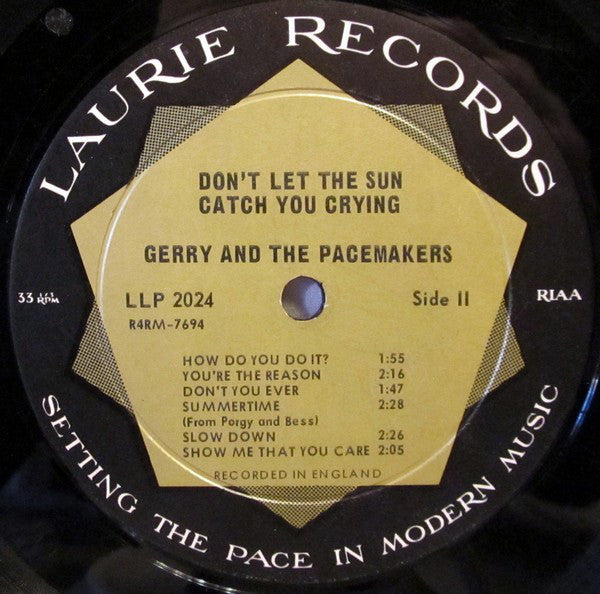 LAURIE RECORDS
DON'T LET THE SUN
CATCH YOU CRYING
GERRY AND THE PACEMAKERS
33 1/3 RPM
LLP 2024
Side II
RIAA
R4RM-7694
HOW DO YOU DO IT? 1:55
YOU'RE THE REASON 2:16
DON'T YOU EVER 1:47
SUMMERTIME 2:28
(From Porgy and Bess)
SLOW DOWN 2:26
SHOW ME THAT YOU CARE 2:05
RECORDED IN ENGLAND
SETTING THE PACE IN MODERN MUSIC